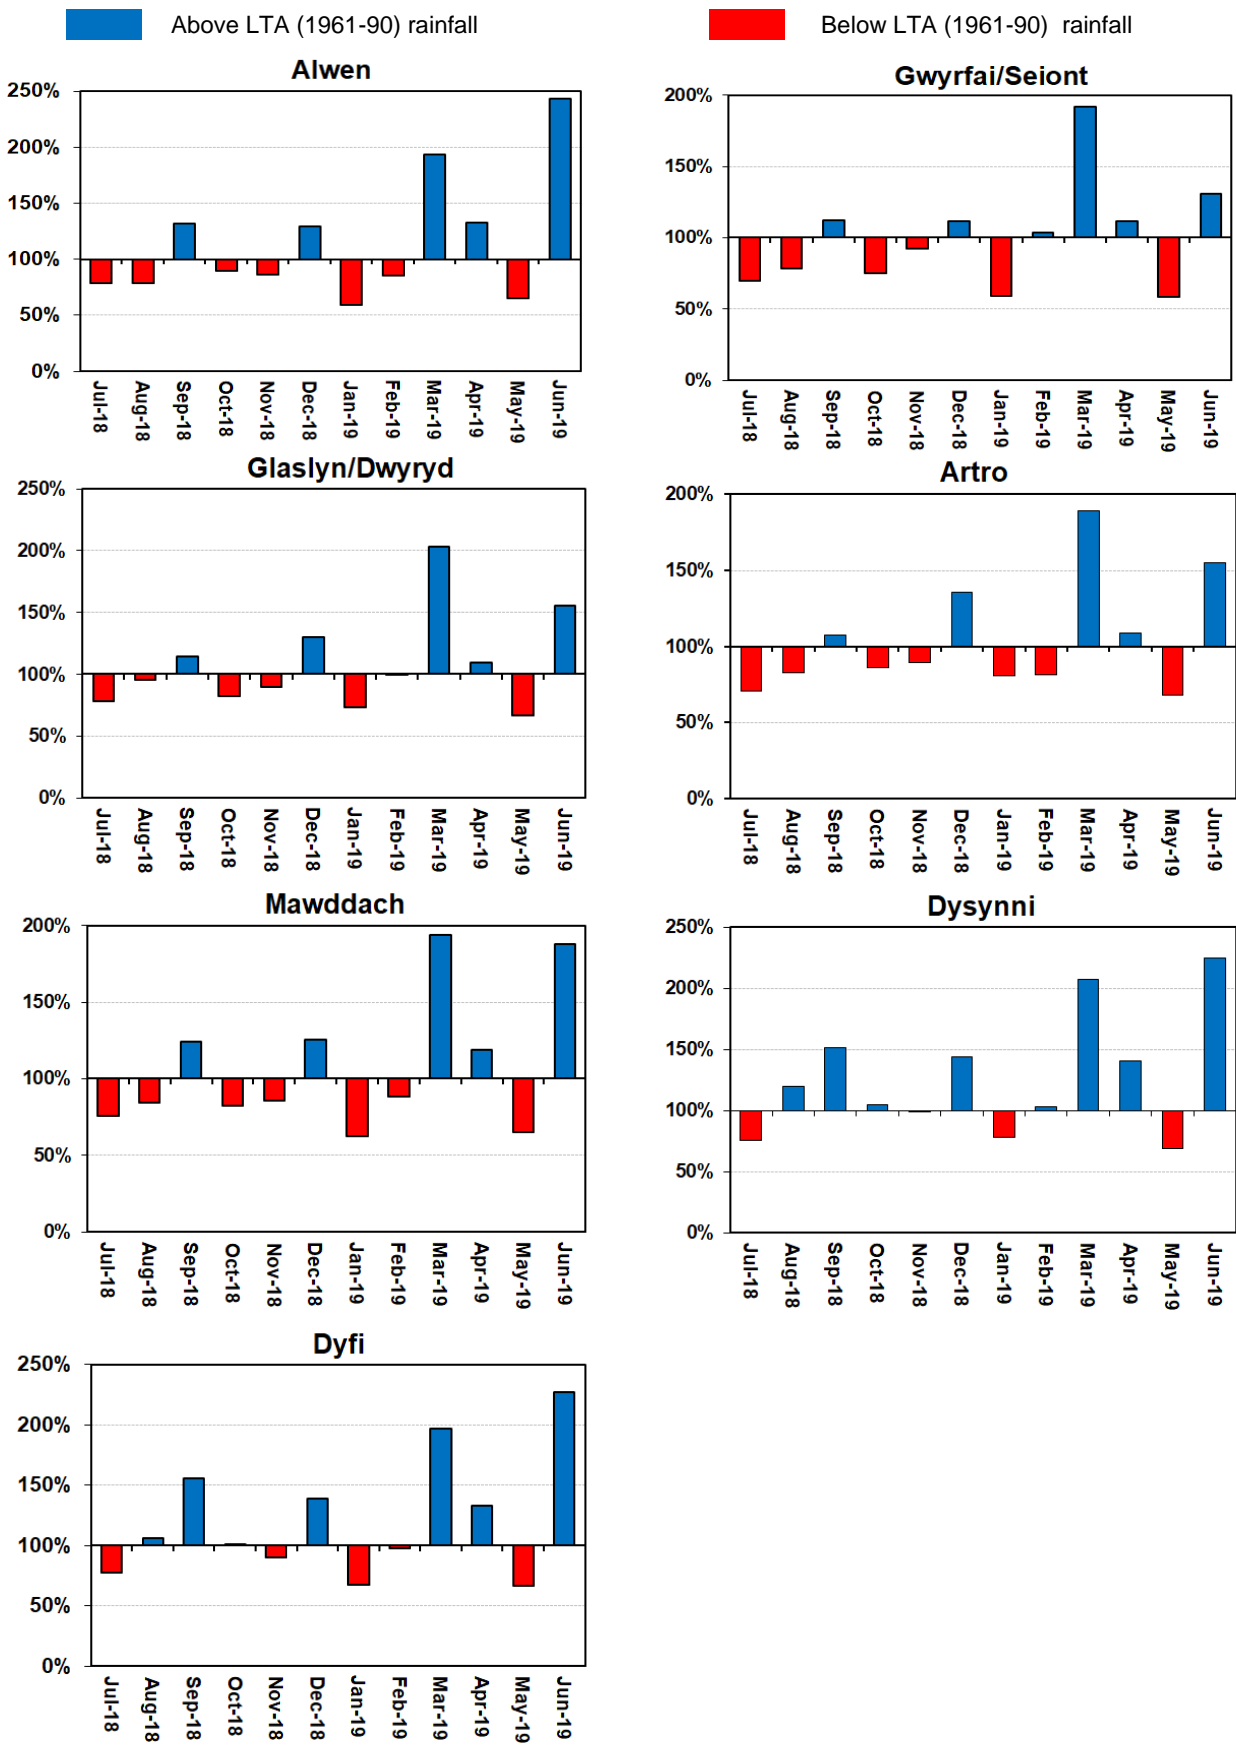 Above LTA (1961-90) rainfall
Below LTA (1961-90) rainfall
Alwen
250%
200%
150%
100%
50%
0%
Jul-18
Aug-18
Sep-18
Oct-18
Nov-18
Dec-18
Jan-19
Feb-19
Mar-19
Apr-19
May-19
Jun-19
Gwyrfai/Seiont
200%
150%
100%
50%
0%
Jul-18
Aug-18
Sep-18
Oct-18
Nov-18
Dec-18
Jan-19
Feb-19
Mar-19
Apr-19
May-19
Jun-19
Glaslyn/Dwyryd
250%
200%
150%
100%
50%
0%
Jul-18
Aug-18
Sep-18
Oct-18
Nov-18
Dec-18
Jan-19
Feb-19
Mar-19
Apr-19
May-19
Jun-19
Artro
200%
150%
100%
50%
0%
Jul-18
Aug-18
Sep-18
Oct-18
Nov-18
Dec-18
Jan-19
Feb-19
Mar-19
Apr-19
May-19
Jun-19
Mawddach
200%
150%
100%
50%
0%
Jul-18
Aug-18
Sep-18
Oct-18
Nov-18
Dec-18
Jan-19
Feb-19
Mar-19
Apr-19
May-19
Jun-19
Dysynni
250%
200%
150%
100%
50%
0%
Jul-18
Aug-18
Sep-18
Oct-18
Nov-18
Dec-18
Jan-19
Feb-19
Mar-19
Apr-19
May-19
Jun-19
Dyfi
250%
200%
150%
100%
50%
0%
Jul-18
Aug-18
Sep-18
Oct-18
Nov-18
Dec-18
Jan-19
Feb-19
Mar-19
Apr-19
May-19
Jun-19